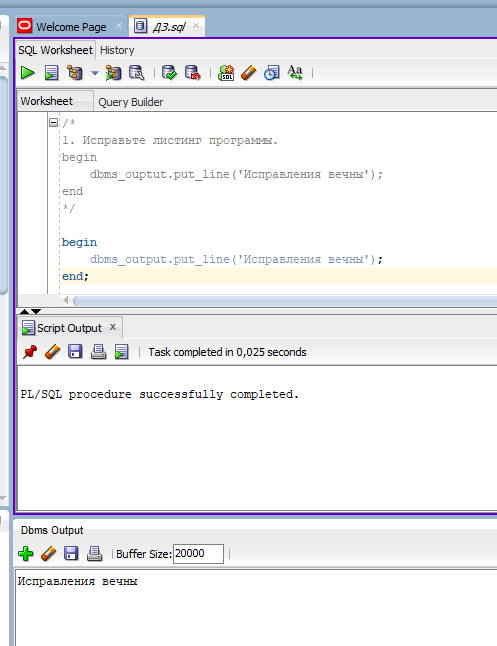 Welcome Page
ДЗ.sql
SQL Worksheet History
Worksheet Query Builder
/*
1. Исправьте листинг программы.
begin
dbms_ouptut.put_line('Исправления вечны');
end
*/
begin
dbms_output.put_line('Исправления вечны');
end;
Script Output x
Task completed in 0,025 seconds
PL/SQL procedure successfully completed.
Dbms Output
Buffer Size: 20000
Исправления вечны